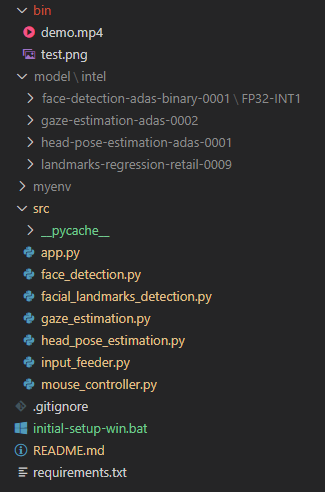 bin
demo.mp4
test.png
model \ intel
face-detection-adas-binary-0001 \ FP32-INT1
gaze-estimation-adas-0002
head-pose-estimation-adas-0001
landmarks-regression-retail-0009
myenv
src
__pycache__
app.py
face_detection.py
facial_landmarks_detection.py
gaze_estimation.py
head_pose_estimation.py
input_feeder.py
mouse_controller.py
.gitignore
initial-setup-win.bat
README.md
requirements.txt